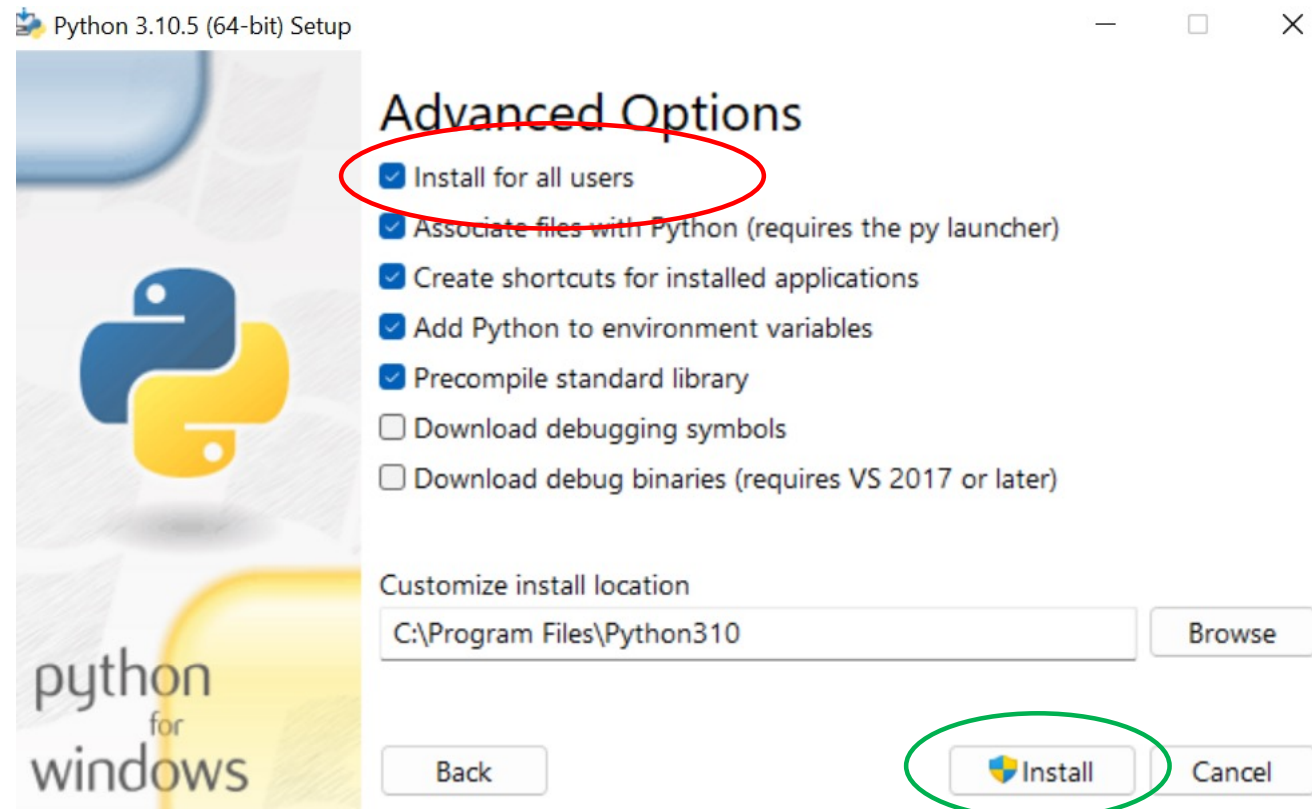 Python 3.10.5 (64-bit) Setup
Advanced Options
Install for all users
Associate files with Python (requires the py launcher)
Create shortcuts for installed applications
Add Python to environment variables
Precompile standard library
Download debugging symbols
Download debug binaries (requires VS 2017 or later)
Customize install location
C:\Program Files\Python310
Browse
python
for
windows
Back
Install
Cancel